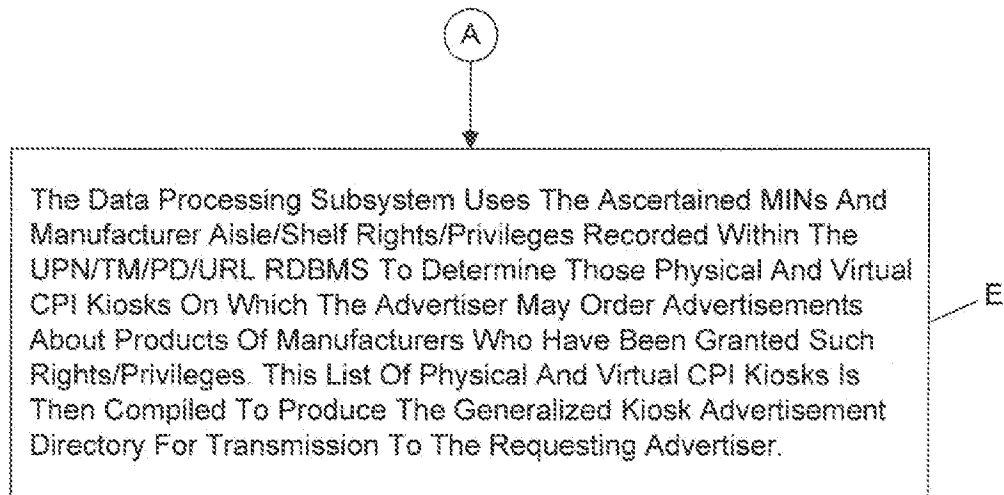 A
The Data Processing Subsystem Uses The Ascertained MINs And
Manufacturer Aisle/Shelf Rights/Privileges Recorded Within The
UPN/TM/PD/URL RDBMS To Determine Those Physical And Virtual
CPI Kiosks On Which The Advertiser May Order Advertisements
About Products Of Manufacturers Who Have Been Granted Such
Rights/Privileges. This List Of Physical And Virtual CPI Kiosks Is
Then Compiled To Produce The Generalized Kiosk Advertisement
Directory For Transmission To The Requesting Advertiser.
E